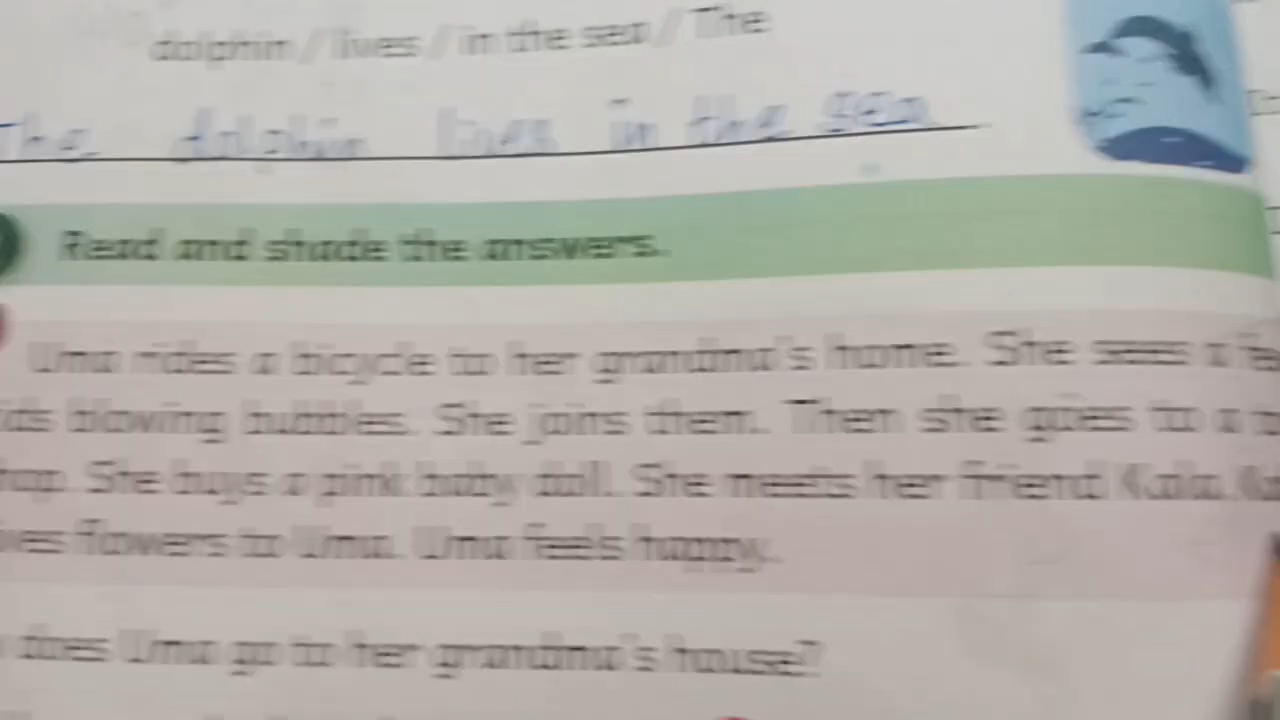 dolphin / lives / in the sea / The
The dolphin lives in the sea.
Read and shade the answers.
Uma rides a bicycle to her grandma's home. She sees a
blowing bubbles. She joins them. Then she goes to a
She buys a pink baby doll. She meets her friend Kala.
flowers to Uma. Uma feels happy.
does Uma go to her grandma's house?